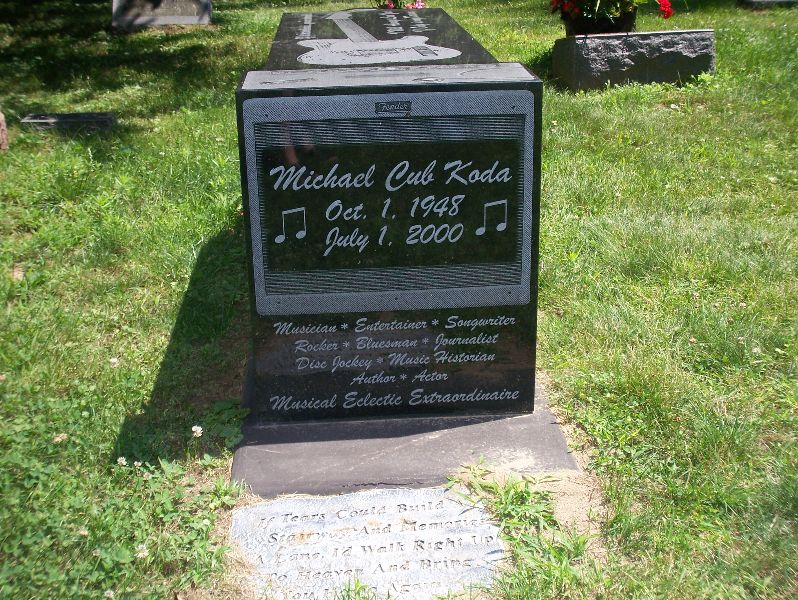 Fender
Michael Cub Koda
Oct. 1, 1948
July 1, 2000
Musician * Entertainer * Songwriter
Rocker * Bluesman * Journalist
Disc Jockey * Music Historian
Author * Actor
Musical Eclectic Extraordinaire
If Tears Could Build
Stairway And Memories
A Lane, I'd Walk Right Up
To Heaven And Bring
You Again